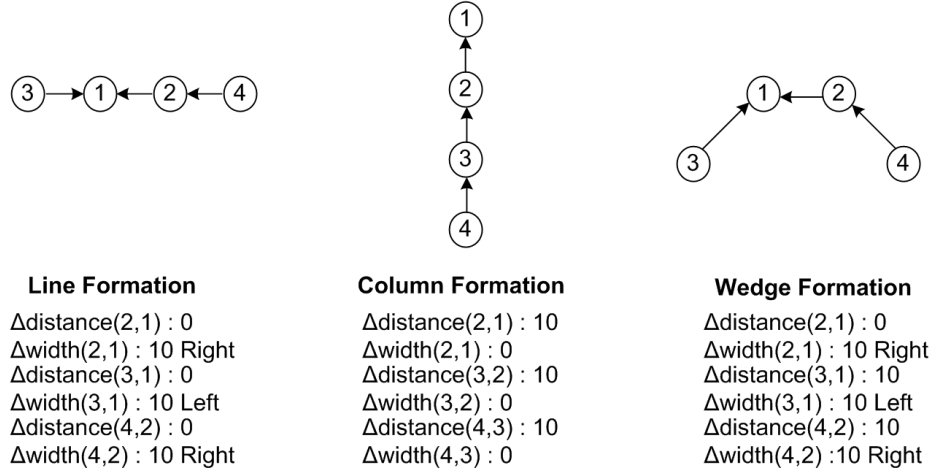 1
2
3 1 2 4
1 2
3
3 4
4
Line Formation
Δdistance(2,1) : 0
Δwidth(2,1) : 10 Right
Δdistance(3,1) : 0
Δwidth(3,1) : 10 Left
Δdistance(4,2) : 0
Δwidth(4,2) : 10 Right
Column Formation
Δdistance(2,1) : 10
Δwidth(2,1) : 0
Δdistance(3,2) : 10
Δwidth(3,2) : 0
Δdistance(4,3) : 10
Δwidth(4,3) : 0
Wedge Formation
Δdistance(2,1) : 0
Δwidth(2,1) : 10 Right
Δdistance(3,1) : 10
Δwidth(3,1) : 10 Left
Δdistance(4,2) : 10
Δwidth(4,2) :10 Right